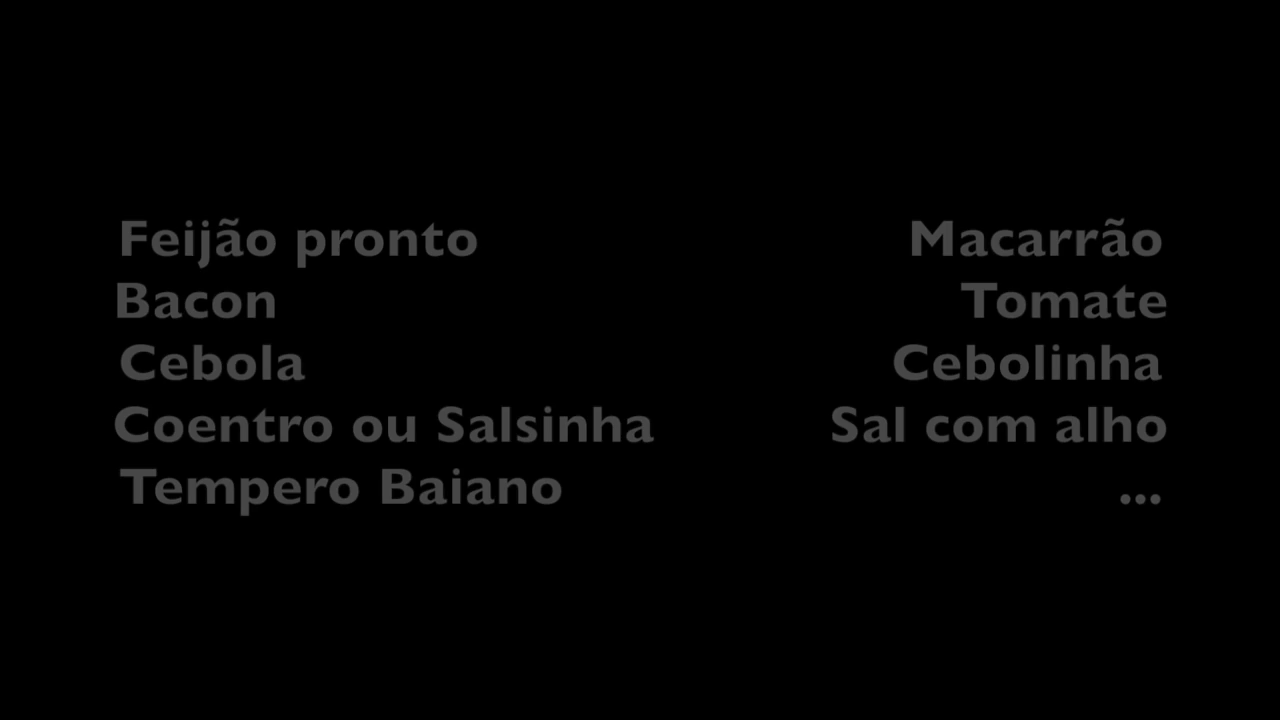 Feijão pronto Macarrão
Bacon Tomate
Cebola Cebolinha
Coentro ou Salsinha Sal com alho
Tempero Baiano ...